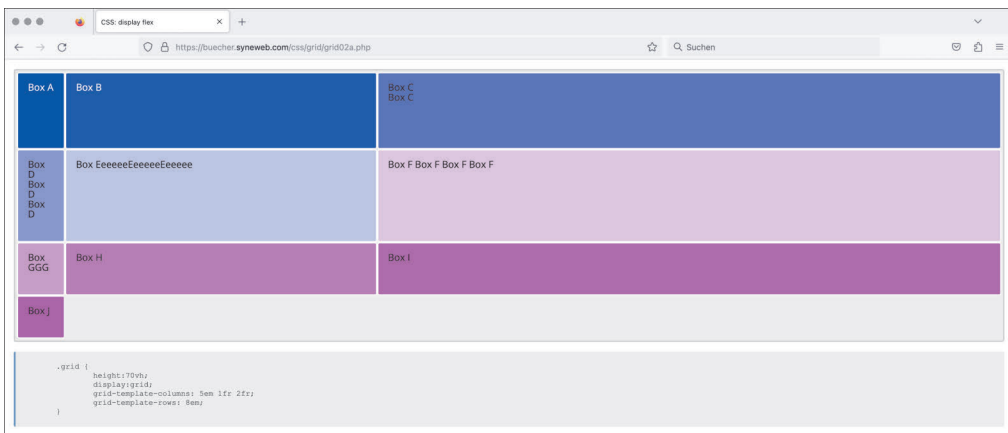 CSS: display flex
https://buecher.syneweb.com/css/grid/grid02a.php
Suchen
Box A
Box B
Box C
Box C
Box
D
Box
D
Box
D
Box EeeeeeEeeeeeEeeeee
Box F Box F Box F Box F
Box
GGG
Box H
Box I
Box J
.grid {
height:70vh;
display:grid;
grid-template-columns: 5em 1fr 2fr;
grid-template-rows: 8em;
}